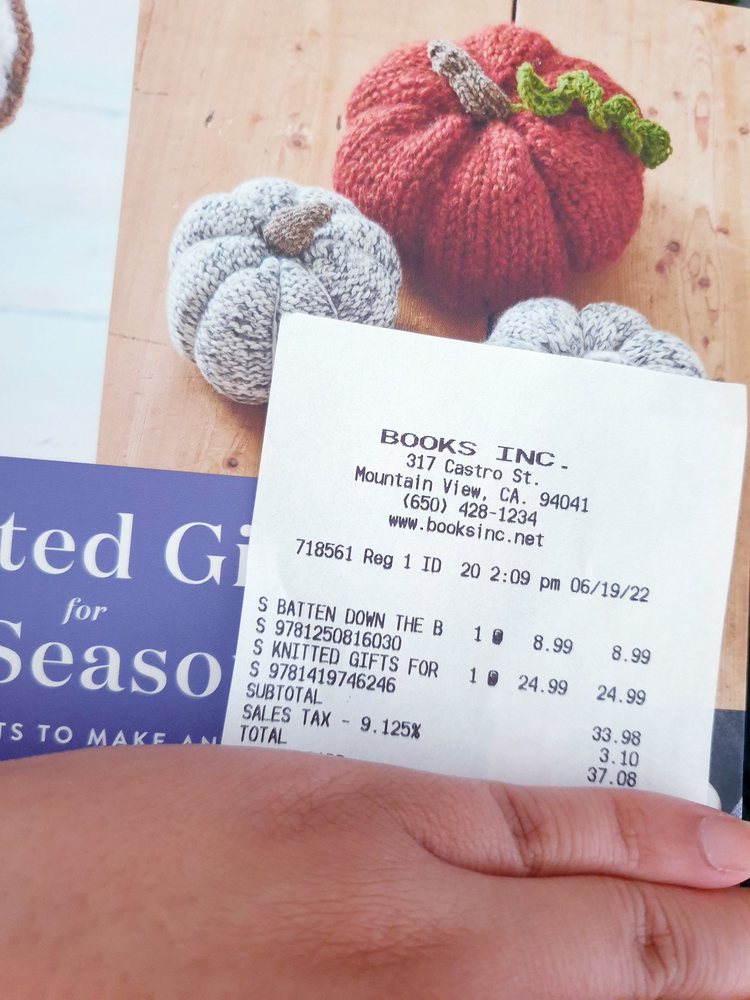 BOOKS INC.
317 Castro St.
Mountain View, CA. 94041
(650) 428-1234
www.booksinc.net
718561 Reg 1 ID 20 2:09 pm 06/19/22
S BATTEN DOWN THE B 1 @ 8.99 8.99
S 9781250816030
S KNITTED GIFTS FOR 1 @ 24.99 24.99
S 9781419746246
SUBTOTAL 33.98
SALES TAX - 9.125% 3.10
TOTAL 37.08
ted Gi
for
Seaso
TS TO MAKE AN